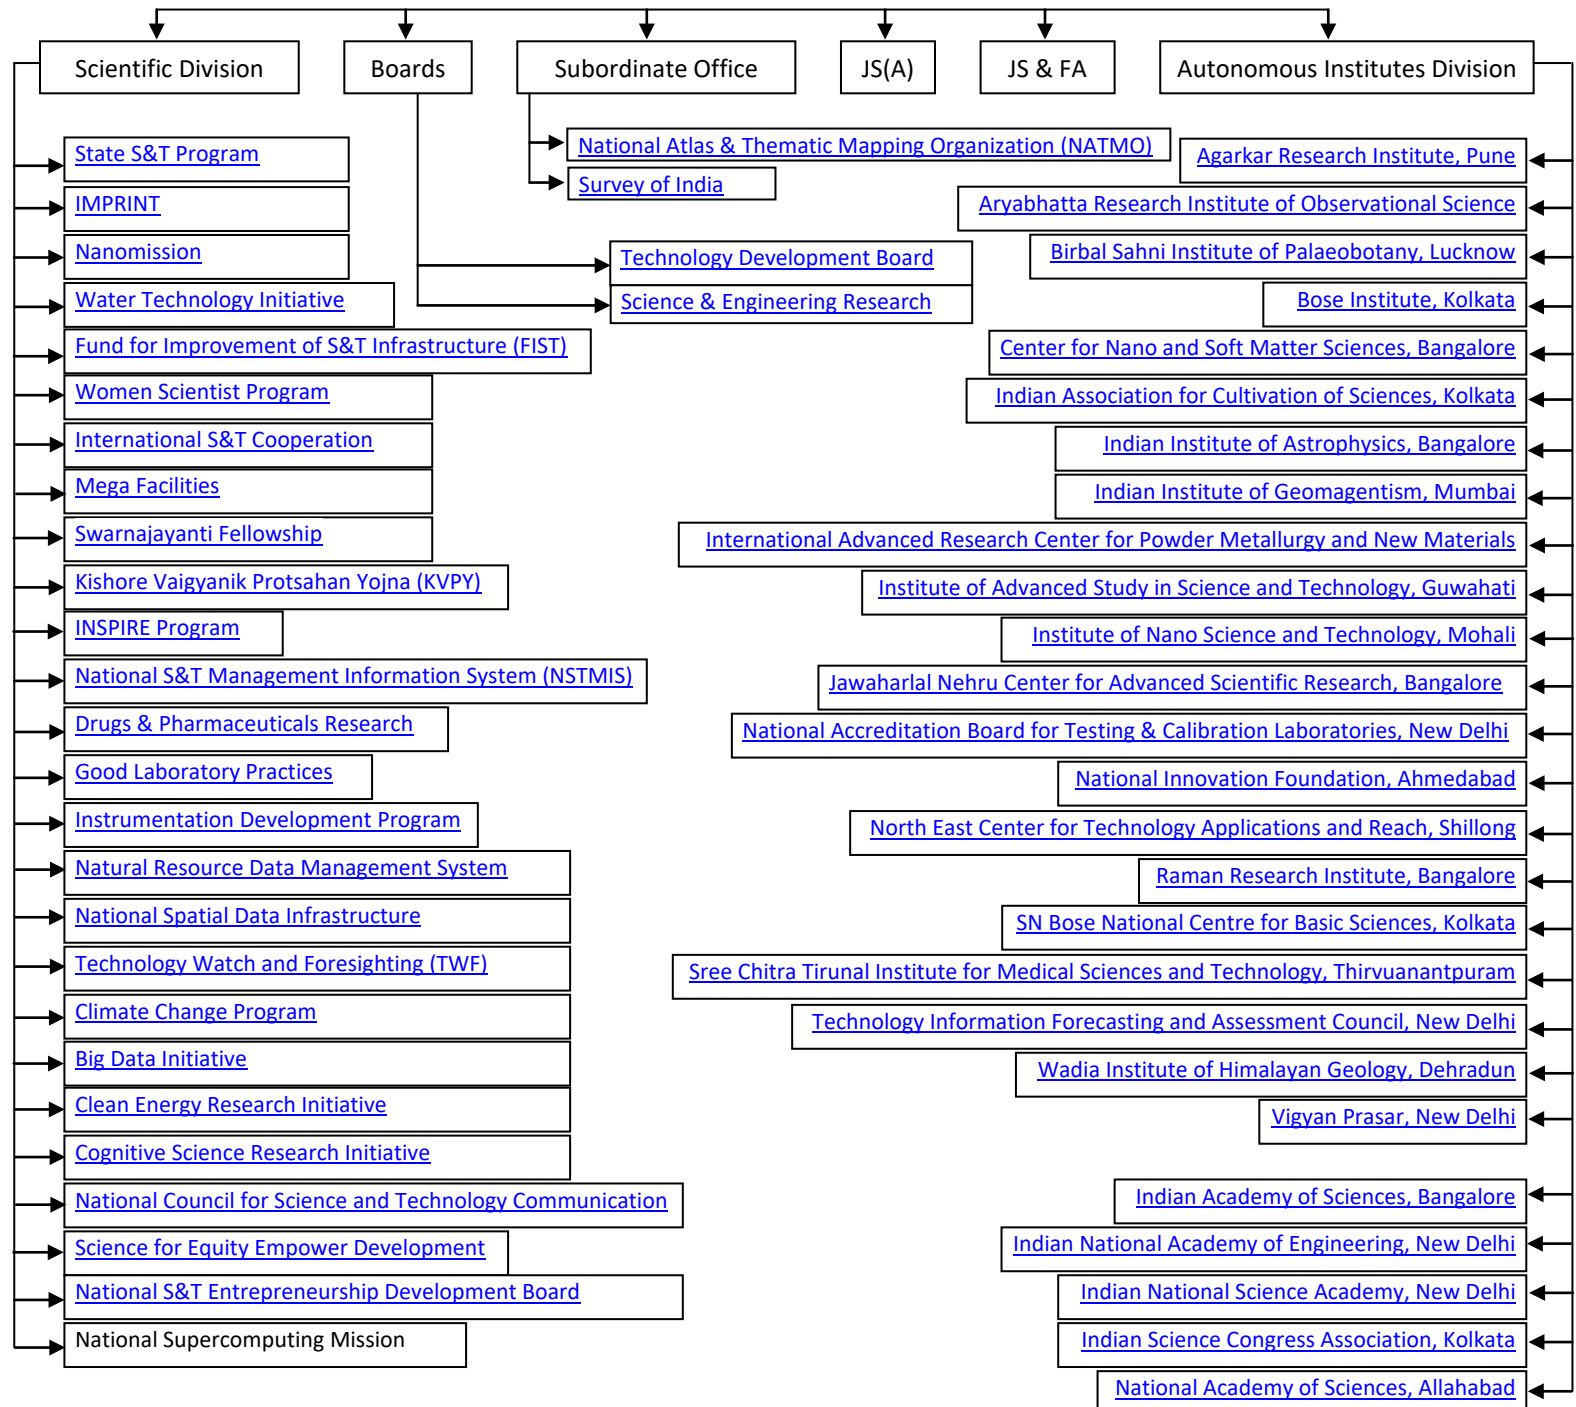 Scientific Division
Boards
Subordinate Office
JS(A)
JS & FA
Autonomous Institutes Division
State S&T Program
IMPRINT
Nanomission
Water Technology Initiative
Fund for Improvement of S&T Infrastructure (FIST)
Women Scientist Program
International S&T Cooperation
Mega Facilities
Swarnajayanti Fellowship
Kishore Vaigyanik Protsahan Yojna (KVPY)
INSPIRE Program
National S&T Management Information System (NSTMIS)
Drugs & Pharmaceuticals Research
Good Laboratory Practices
Instrumentation Development Program
Natural Resource Data Management System
National Spatial Data Infrastructure
Technology Watch and Foresighting (TWF)
Climate Change Program
Big Data Initiative
Clean Energy Research Initiative
Cognitive Science Research Initiative
National Council for Science and Technology Communication
Science for Equity Empower Development
National S&T Entrepreneurship Development Board
National Supercomputing Mission
National Atlas & Thematic Mapping Organization (NATMO)
Survey of India
Technology Development Board
Science & Engineering Research
Agarkar Research Institute, Pune
Aryabhatta Research Institute of Observational Science
Birbal Sahni Institute of Palaeobotany, Lucknow
Bose Institute, Kolkata
Center for Nano and Soft Matter Sciences, Bangalore
Indian Association for Cultivation of Sciences, Kolkata
Indian Institute of Astrophysics, Bangalore
Indian Institute of Geomagentism, Mumbai
International Advanced Research Center for Powder Metallurgy and New Materials
Institute of Advanced Study in Science and Technology, Guwahati
Institute of Nano Science and Technology, Mohali
Jawaharlal Nehru Center for Advanced Scientific Research, Bangalore
National Accreditation Board for Testing & Calibration Laboratories, New Delhi
National Innovation Foundation, Ahmedabad
North East Center for Technology Applications and Reach, Shillong
Raman Research Institute, Bangalore
SN Bose National Centre for Basic Sciences, Kolkata
Sree Chitra Tirunal Institute for Medical Sciences and Technology, Thirvuanantpuram
Technology Information Forecasting and Assessment Council, New Delhi
Wadia Institute of Himalayan Geology, Dehradun
Vigyan Prasar, New Delhi
Indian Academy of Sciences, Bangalore
Indian National Academy of Engineering, New Delhi
Indian National Science Academy, New Delhi
Indian Science Congress Association, Kolkata
National Academy of Sciences, Allahabad